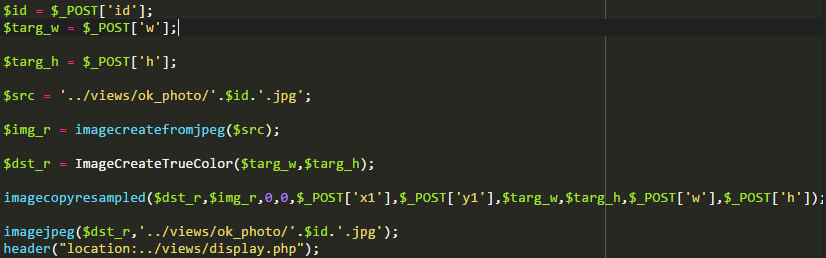 $id = $_POST['id'];
$targ_w = $_POST['w'];
$targ_h = $_POST['h'];
$src = '../views/ok_photo/'.$id.'.jpg';
$img_r = imagecreatefromjpeg($src);
$dst_r = ImageCreateTrueColor($targ_w,$targ_h);
imagecopyresampled($dst_r,$img_r,0,0,$_POST['x1'],$_POST['y1'],$targ_w,$targ_h,$_POST['w'],$_POST['h']);
imagejpeg($dst_r,'../views/ok_photo/'.$id.'.jpg');
header("location:../views/display.php");